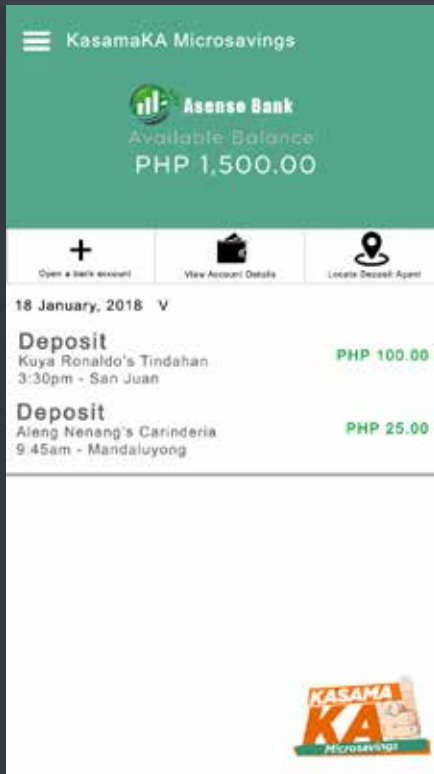 KasamaKA Microsavings
Asenso Bank
Available Balance
PHP 1,500.00
Open a bank account
View Account Details
Locate Deposit Agent
18 January, 2018 V
Deposit
Kuya Ronaldo's Tindahan
PHP 100.00
3:30pm - San Juan
Deposit
Aleng Nenang's Carinderia
PHP 25.00
9:45am - Mandaluyong
KASAMA
KA
Microsavings